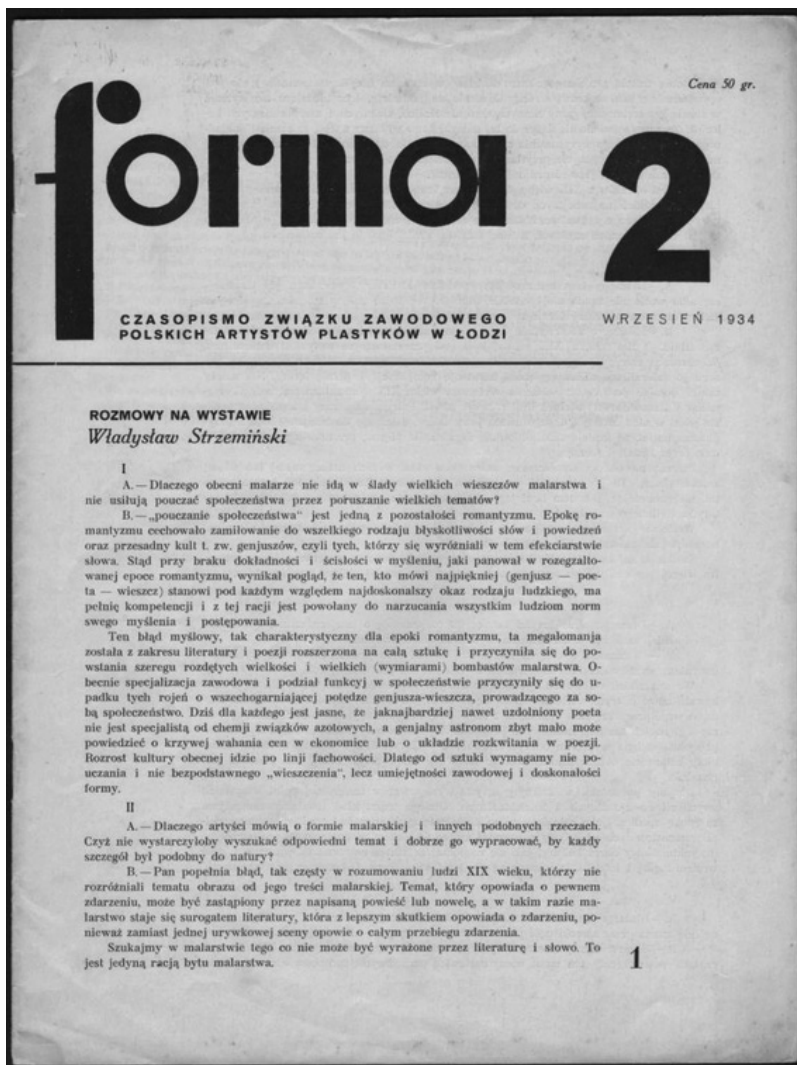 Cena 50 gr.
forma 2
CZASOPISMO ZWIĄZKU ZAWODOWEGO
POLSKICH ARTYSTÓW PLASTYKÓW W ŁODZI
WRZESIEŃ 1934
ROZMOWY NA WYSTAWIE
Władysław Strzemiński
I
A. — Dlaczego obecni malarze nie idą w ślady wielkich wieszczów malarstwa i
nie usiłują pouczać społeczeństwa przez poruszanie wielkich tematów?
B. — „pouczanie społeczeństwa" jest jedną z pozostałości romantyzmu. Epokę ro-
mantyzmu cechowało zamiłowanie do wszelkiego rodzaju błyskotliwości słów i powiedzeń
oraz przesadny kult t. zw. genjuszów, czyli tych, którzy się wyróżniali w tem efekciarstwie
słowa. Stąd przy braku dokładności i ścisłości w myśleniu, jaki panował w rozegzalto-
wanej epoce romantyzmu, wynikał pogląd, że ten, kto mówi najpiękniej (genjusz — poe-
ta — wieszcz) stanowi pod każdym względem najdoskonalszy okaz rodzaju ludzkiego, ma
pełnię kompetencji i z tej racji jest powołany do narzucania wszystkim ludziom norm
swego myślenia i postępowania.
Ten błąd myślowy, tak charakterystyczny dla epoki romantyzmu, ta megalomanja
została z zakresu literatury i poezji rozszerzona na całą sztukę i przyczyniła się do po-
wstania szeregu rozdętych wielkości i wielkich (wymiarami) bombastów malarstwa. O-
becnie specjalizacja zawodowa i podział funkcyj w społeczeństwie przyczyniły się do u-
padku tych rojeń o wszechogarniającej potędze genjusza-wieszcza, prowadzącego za so-
bą społeczeństwo. Dziś dla każdego jest jasne, że jaknajbardziej nawet uzdolniony poeta
nie jest specjalistą od chemji związków azotowych, a genjalny astronom zbyt mało może
powiedzieć o krzywej wahania cen w ekonomice lub o układzie rozkwitania w poezji.
Rozrost kultury obecnej idzie po linji fachowości. Dlatego od sztuki wymagamy nie po-
uczania i nie bezpodstawnego „wieszczenia", lecz umiejętności zawodowej i doskonałości
formy.
II
A. — Dlaczego artyści mówią o formie malarskiej i innych podobnych rzeczach.
Czyż nie wystarczyłoby wyszukać odpowiedni temat i dobrze go wypracować, by każdy
szczegół był podobny do natury?
B. — Pan popełnia błąd, tak częsty w rozumowaniu ludzi XIX wieku, którzy nie
rozróżniali tematu obrazu od jego treści malarskiej. Temat, który opowiada o pewnem
zdarzeniu, może być zastąpiony przez napisaną powieść lub nowelę, a w takim razie ma-
larstwo staje się surogatem literatury, która z lepszym skutkiem opowiada o zdarzeniu, po-
nieważ zamiast jednej urywkowej sceny opowie o całym przebiegu zdarzenia.
Szukajmy w malarstwie tego co nie może być wyrażone przez literaturę i słowo. To
jest jedyną racją bytu malarstwa.
1